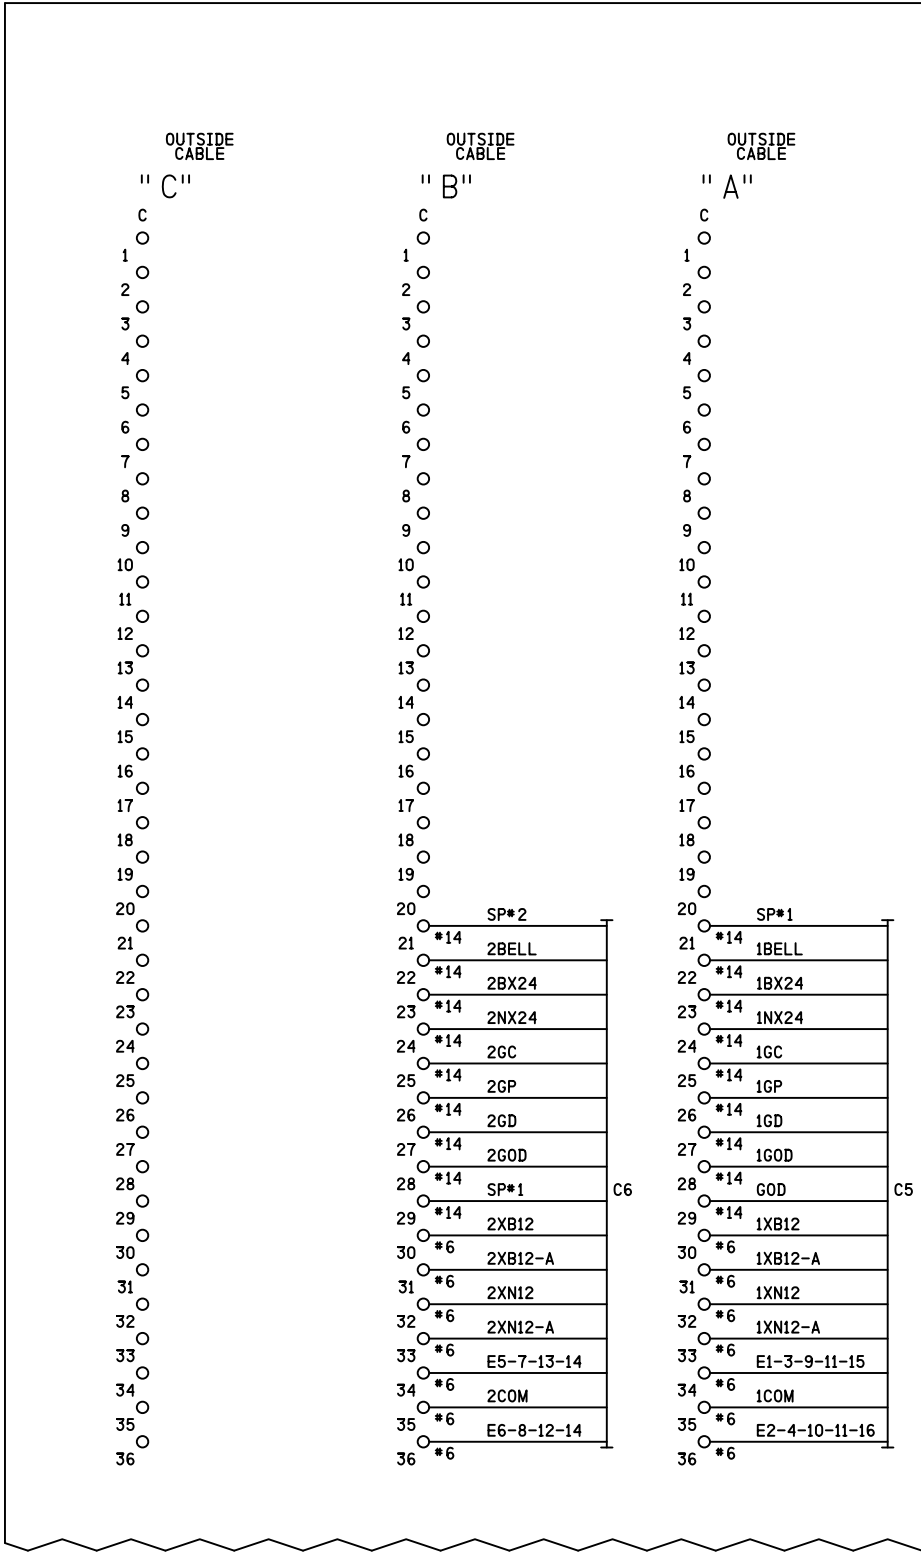 OUTSIDE
CABLE
" C"
C
1
2
3
4
5
6
7
8
9
10
11
12
13
14
15
16
17
18
19
20
21
22
23
24
25
26
27
28
29
30
31
32
33
34
35
36
OUTSIDE
CABLE
" B"
C
1
2
3
4
5
6
7
8
9
10
11
12
13
14
15
16
17
18
19
20 SP#2
21 #14 2BELL
22 #14 2BX24
23 #14 2NX24
24 #14 2GC
25 #14 2GP
26 #14 2GD
27 #14 2GOD
28 #14 SP#1 C6
29 #14 2XB12
30 #6 2XB12-A
31 #6 2XN12
32 #6 2XN12-A
33 #6 E5-7-13-14
34 #6 2COM
35 #6 E6-8-12-14
36 #6
OUTSIDE
CABLE
" A"
C
1
2
3
4
5
6
7
8
9
10
11
12
13
14
15
16
17
18
19
20 SP#1
21 #14 1BELL
22 #14 1BX24
23 #14 1NX24
24 #14 1GC
25 #14 1GP
26 #14 1GD
27 #14 1GOD
28 #14 GOD C5
29 #14 1XB12
30 #6 1XB12-A
31 #6 1XN12
32 #6 1XN12-A
33 #6 E1-3-9-11-15
34 #6 1COM
35 #6 E2-4-10-11-16
36 #6